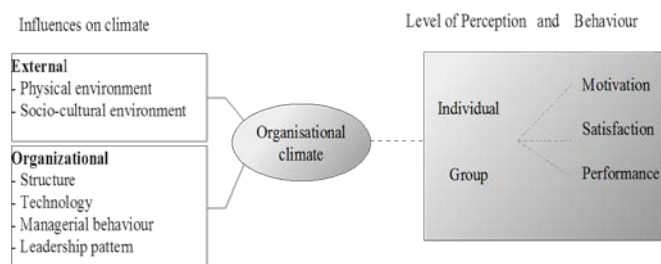 Influences on climate
Level of Perception and Behaviour
External
- Physical environment
- Socio-cultural environment
Organizational
- Structure
- Technology
- Managerial behaviour
- Leadership pattern
Organisational
climate
Individual
Group
Motivation
Satisfaction
Performance